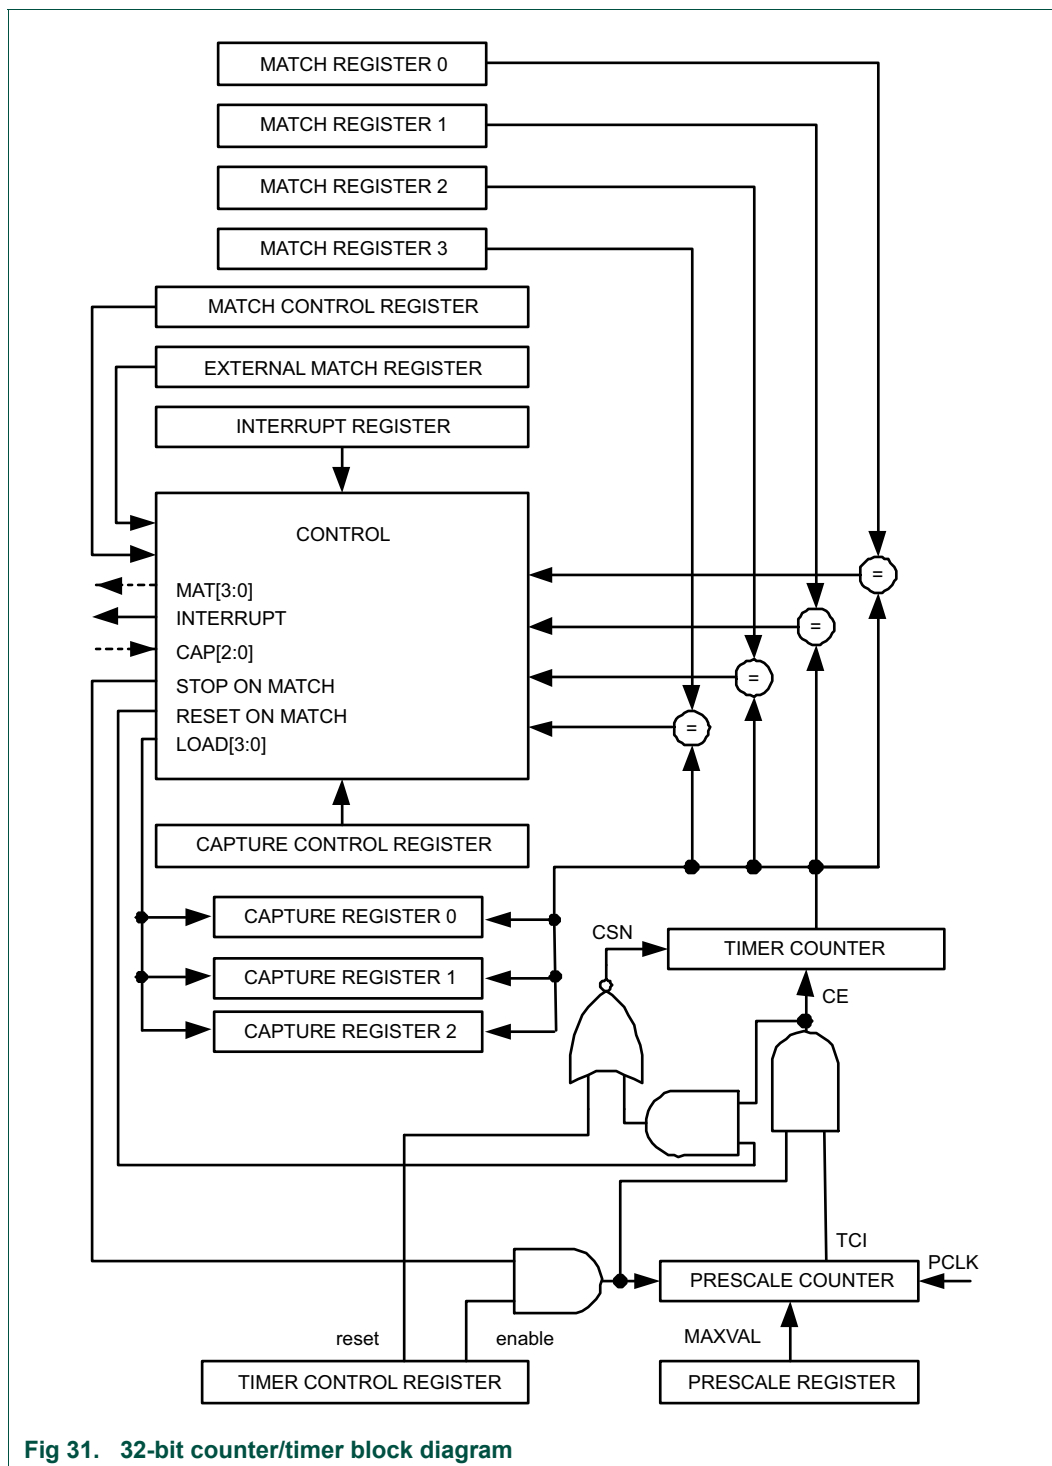 MATCH REGISTER 0
MATCH REGISTER 1
MATCH REGISTER 2
MATCH REGISTER 3
MATCH CONTROL REGISTER
EXTERNAL MATCH REGISTER
INTERRUPT REGISTER
CONTROL
=
MAT[3:0]
INTERRUPT
=
CAP[2:0]
STOP ON MATCH
=
RESET ON MATCH
=
LOAD[3:0]
CAPTURE CONTROL REGISTER
CAPTURE REGISTER 0
CSN
TIMER COUNTER
CAPTURE REGISTER 1
CE
CAPTURE REGISTER 2
TCI
PCLK
PRESCALE COUNTER
reset
enable
MAXVAL
TIMER CONTROL REGISTER
PRESCALE REGISTER
Fig 31. 32-bit counter/timer block diagram